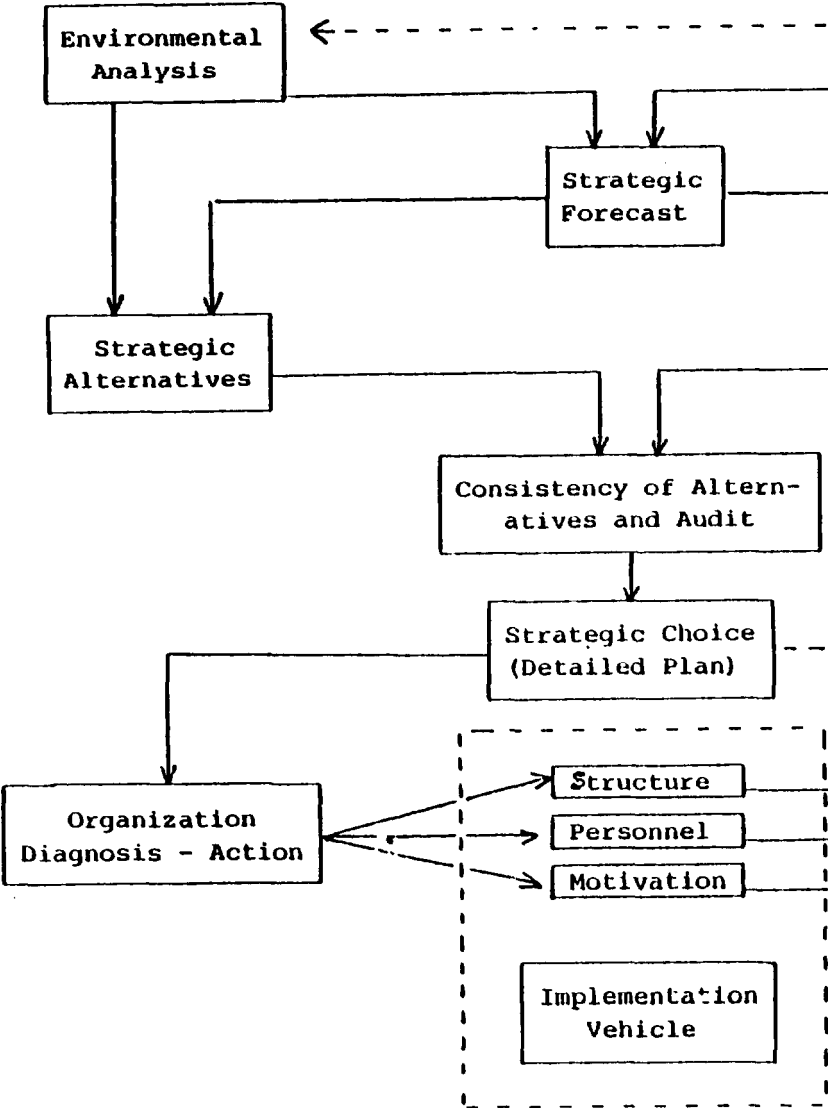 Environmental
Analysis
Strategic
Forecast
Strategic
Alternatives
Consistency of Altern-
atives and Audit
Strategic Choice
(Detailed Plan)
Organization
Diagnosis - Action
Structure
Personnel
Motivation
Implementation
Vehicle